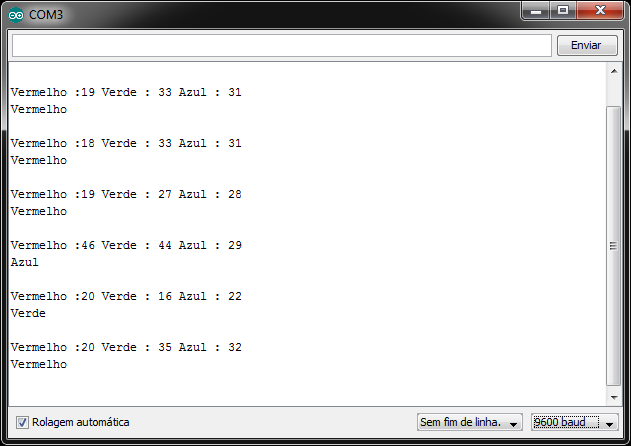 COM3
Enviar
Vermelho :19 Verde : 33 Azul : 31
Vermelho
Vermelho :18 Verde : 33 Azul : 31
Vermelho
Vermelho :19 Verde : 27 Azul : 28
Vermelho
Vermelho :46 Verde : 44 Azul : 29
Azul
Vermelho :20 Verde : 16 Azul : 22
Verde
Vermelho :20 Verde : 35 Azul : 32
Vermelho
Rolagem automática Sem fim de linha. 9600 baud